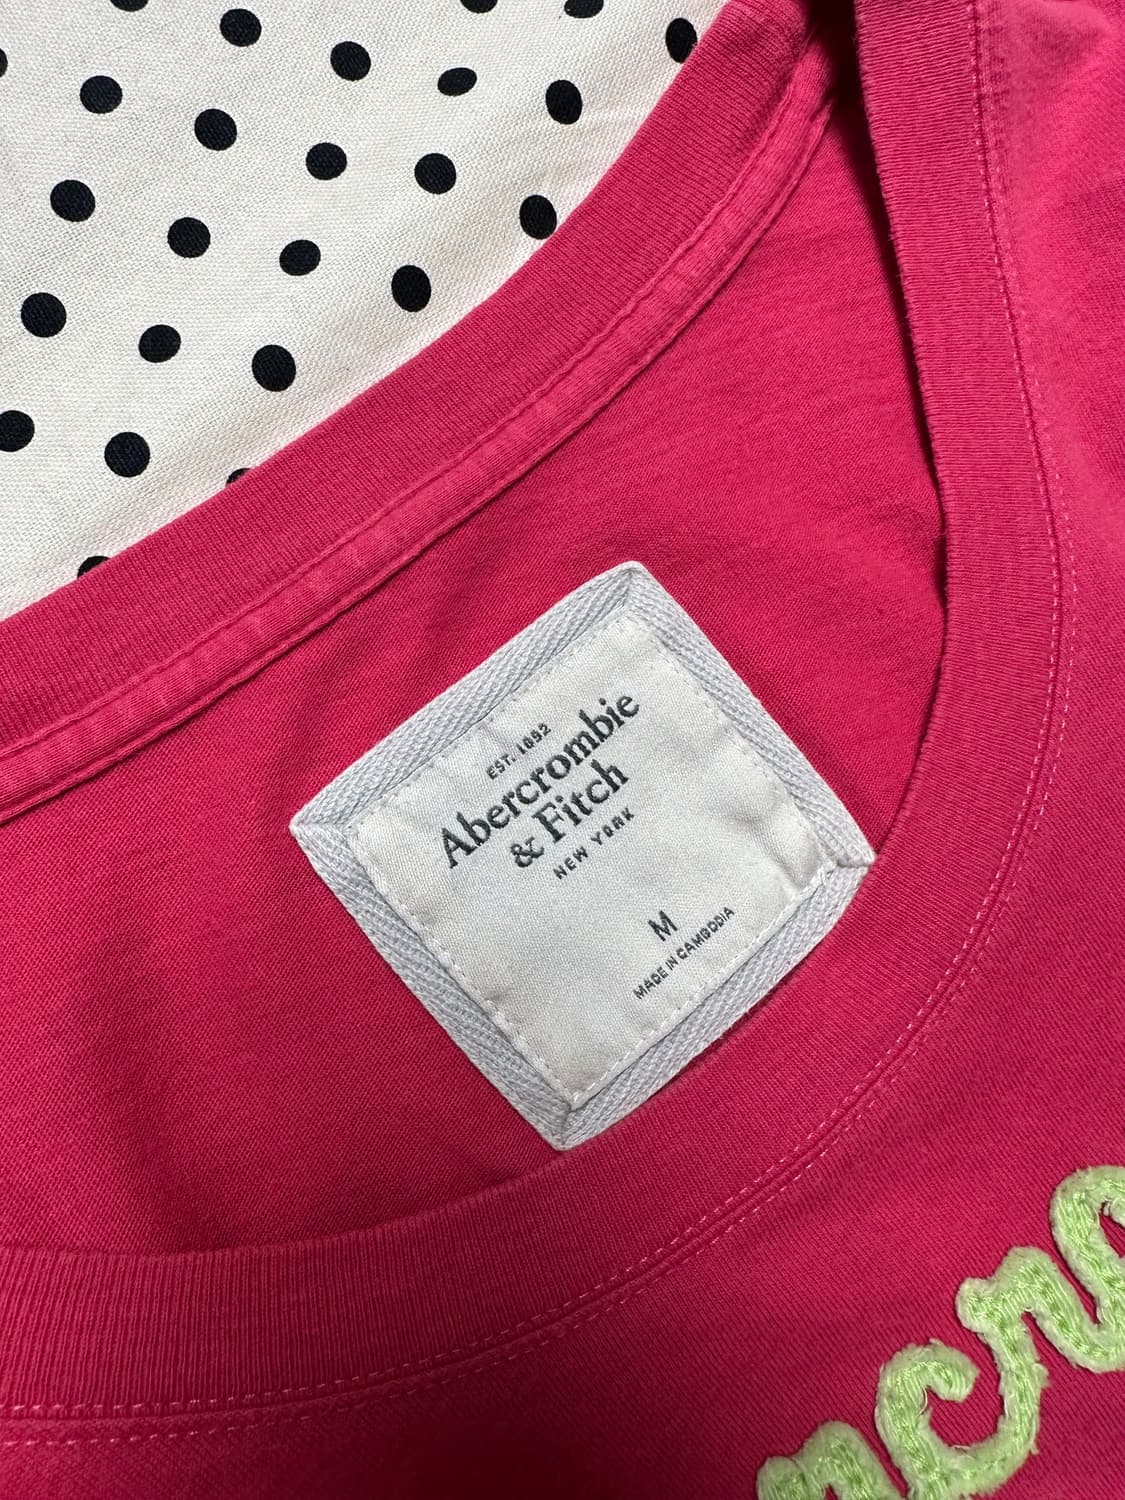 EST. 1892
Abercrombie
& Fitch
NEW YORK
M
MADE IN CAMBODIA